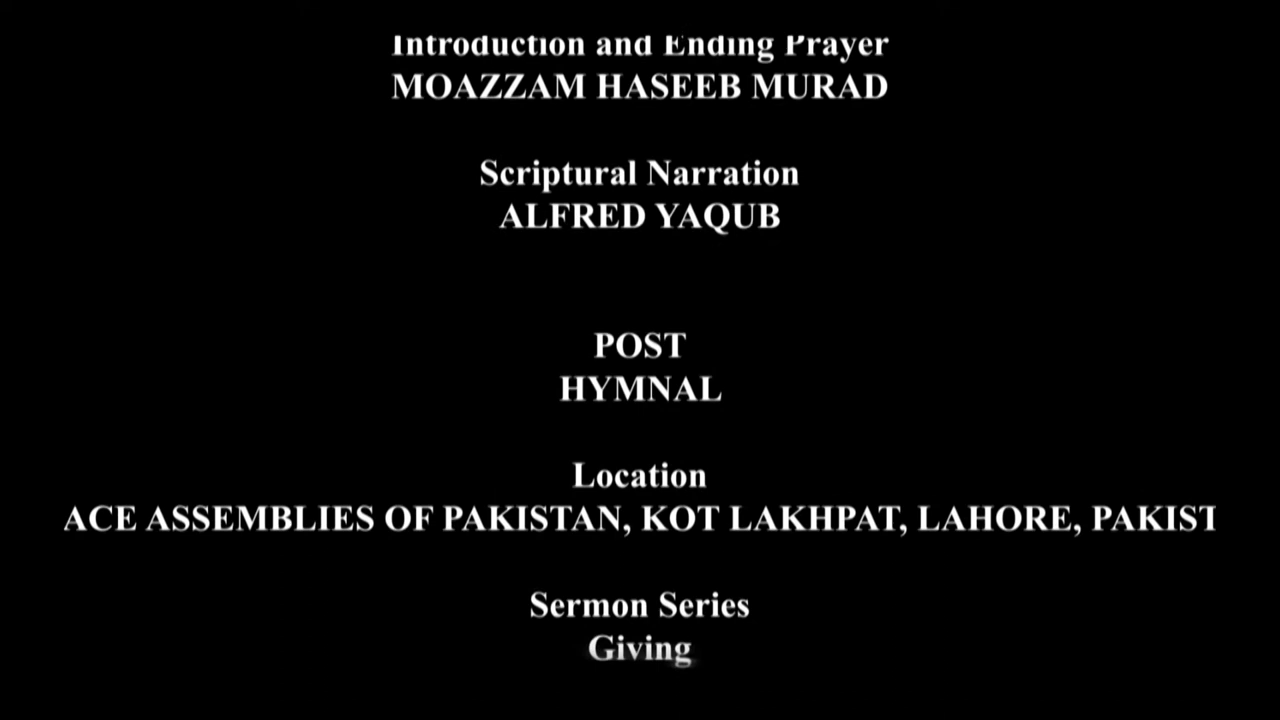 Introduction and Ending Prayer
MOAZZAM HASEEB MURAD
Scriptural Narration
ALFRED YAQUB
POST
HYMNAL
Location
ACE ASSEMBLIES OF PAKISTAN, KOT LAKHPAT, LAHORE, PAKIST
Sermon Series
Giving